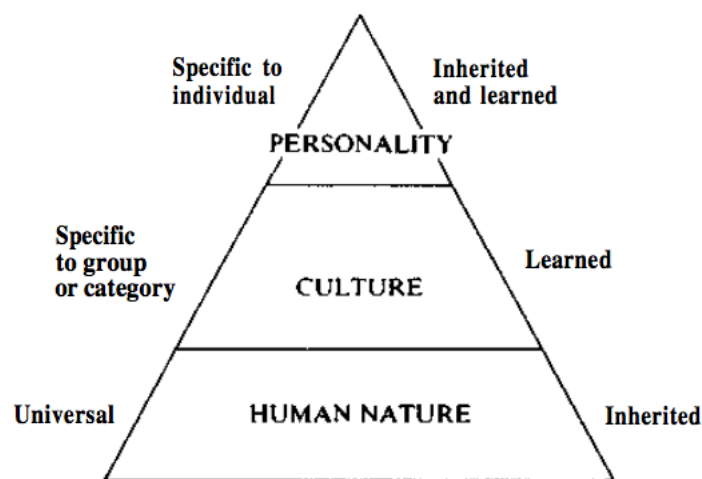 Specific to
individual
Inherited
and learned
PERSONALITY
Specific
to group
or category
CULTURE
Learned
Universal
HUMAN NATURE
Inherited